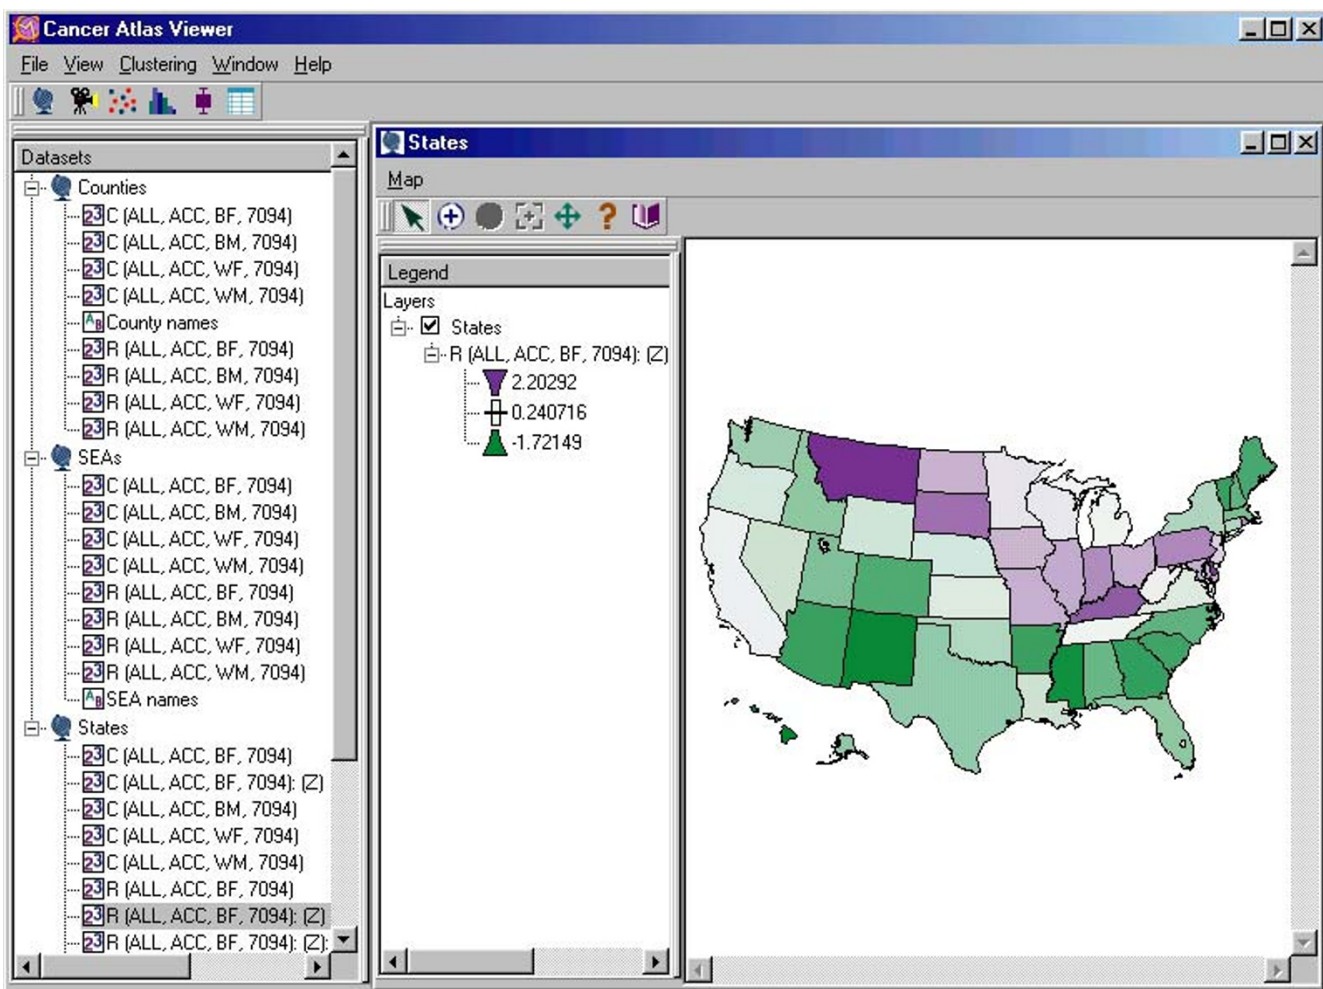 Cancer Atlas Viewer
File View Clustering Window Help
Datasets
Counties
C (ALL, ACC, BF, 7094)
C (ALL, ACC, BM, 7094)
C (ALL, ACC, WF, 7094)
C (ALL, ACC, WM, 7094)
County names
R (ALL, ACC, BF, 7094)
R (ALL, ACC, BM, 7094)
R (ALL, ACC, WF, 7094)
R (ALL, ACC, WM, 7094)
SEAs
C (ALL, ACC, BF, 7094)
C (ALL, ACC, BM, 7094)
C (ALL, ACC, WF, 7094)
C (ALL, ACC, WM, 7094)
R (ALL, ACC, BF, 7094)
R (ALL, ACC, BM, 7094)
R (ALL, ACC, WF, 7094)
R (ALL, ACC, WM, 7094)
SEA names
States
C (ALL, ACC, BF, 7094)
C (ALL, ACC, BF, 7094): (Z)
C (ALL, ACC, BM, 7094)
C (ALL, ACC, WF, 7094)
C (ALL, ACC, WM, 7094)
R (ALL, ACC, BF, 7094)
R (ALL, ACC, BF, 7094): (Z)
R (ALL, ACC, BF, 7094): (Z):
States
Map
Legend
Layers
States
R (ALL, ACC, BF, 7094): (Z)
2.20292
0.240716
-1.72149